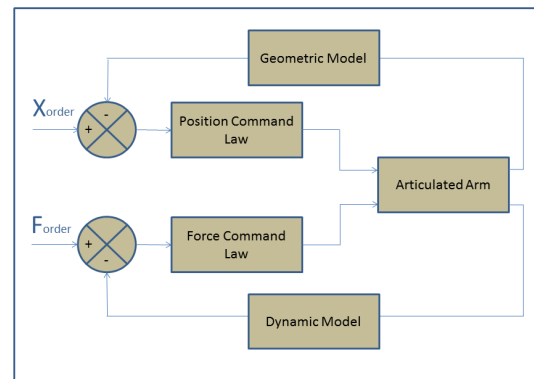 Geometric Model
-
Xorder
+
Position Command
Law
Articulated Arm
Forder
+
-
Force Command
Law
Dynamic Model